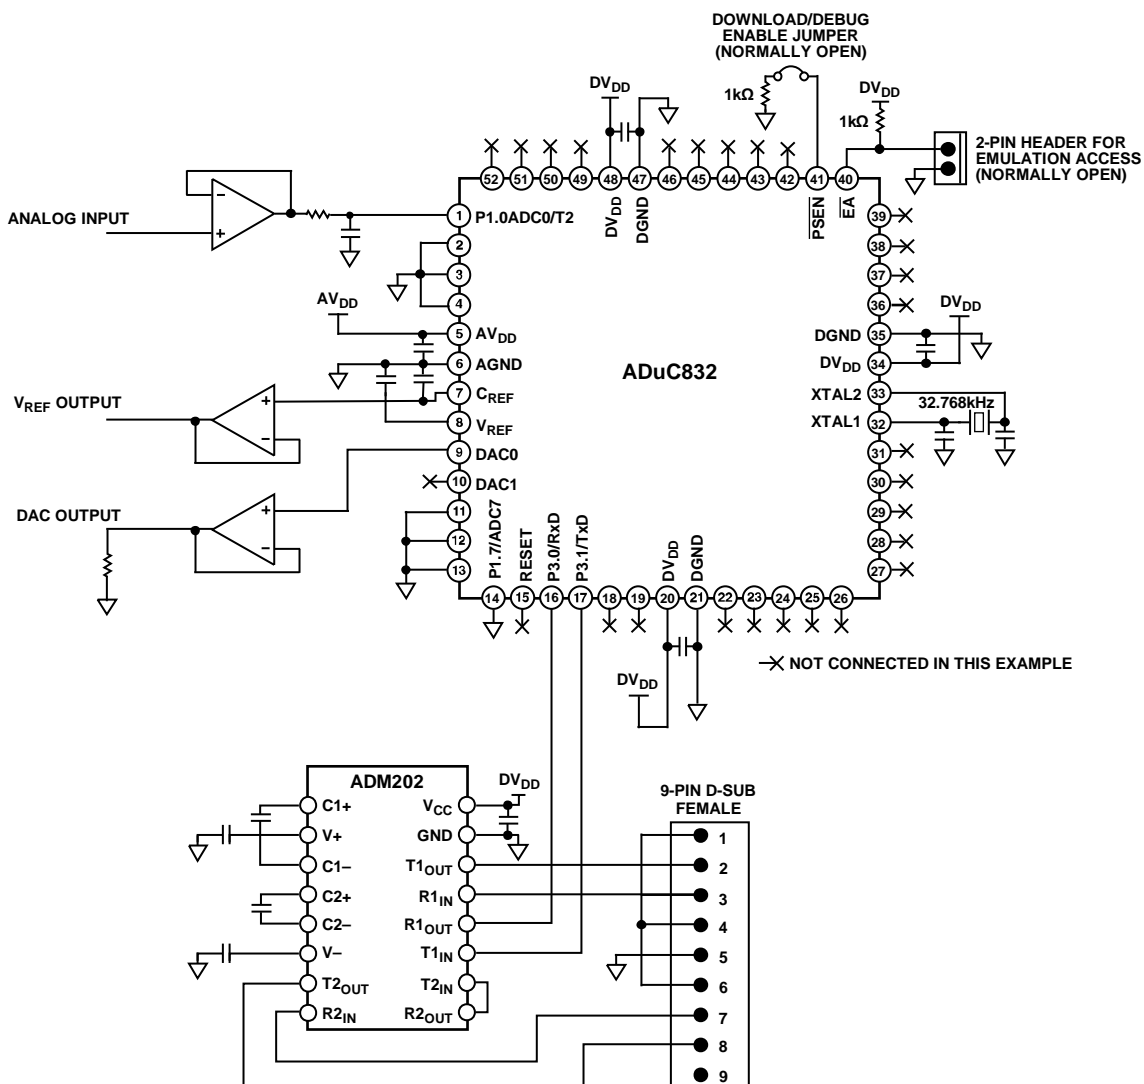 DOWNLOAD/DEBUG
ENABLE JUMPER
(NORMALLY OPEN)
DVDD
1kΩ
DVDD
1kΩ
2-PIN HEADER FOR
EMULATION ACCESS
(NORMALLY OPEN)
52 51 50 49 48 47 46 45 44 43 42 41 40
DVDD
DGND
PSEN
EA
ANALOG INPUT
1 P1.0ADC0/T2
2
3
4
AVDD
5 AVDD
6 AGND
7 CREF
8 VREF
9 DAC0
10 DAC1
11
12
13
VREF OUTPUT
DAC OUTPUT
ADuC832
39
38
37
36
DVDD
DGND 35
DVDD 34
XTAL2 33
32.768kHz
XTAL1 32
31
30
29
28
27
P1.7/ADC7
RESET
P3.0/RxD
P3.1/TxD
DVDD
DGND
14 15 16 17 18 19 20 21 22 23 24 25 26
NOT CONNECTED IN THIS EXAMPLE
DVDD
ADM202
DVDD
C1+
V+
C1–
C2+
C2–
V–
T2OUT
R2IN
VCC
GND
T1OUT
R1IN
R1OUT
T1IN
T2IN
R2OUT
9-PIN D-SUB
FEMALE
1
2
3
4
5
6
7
8
9